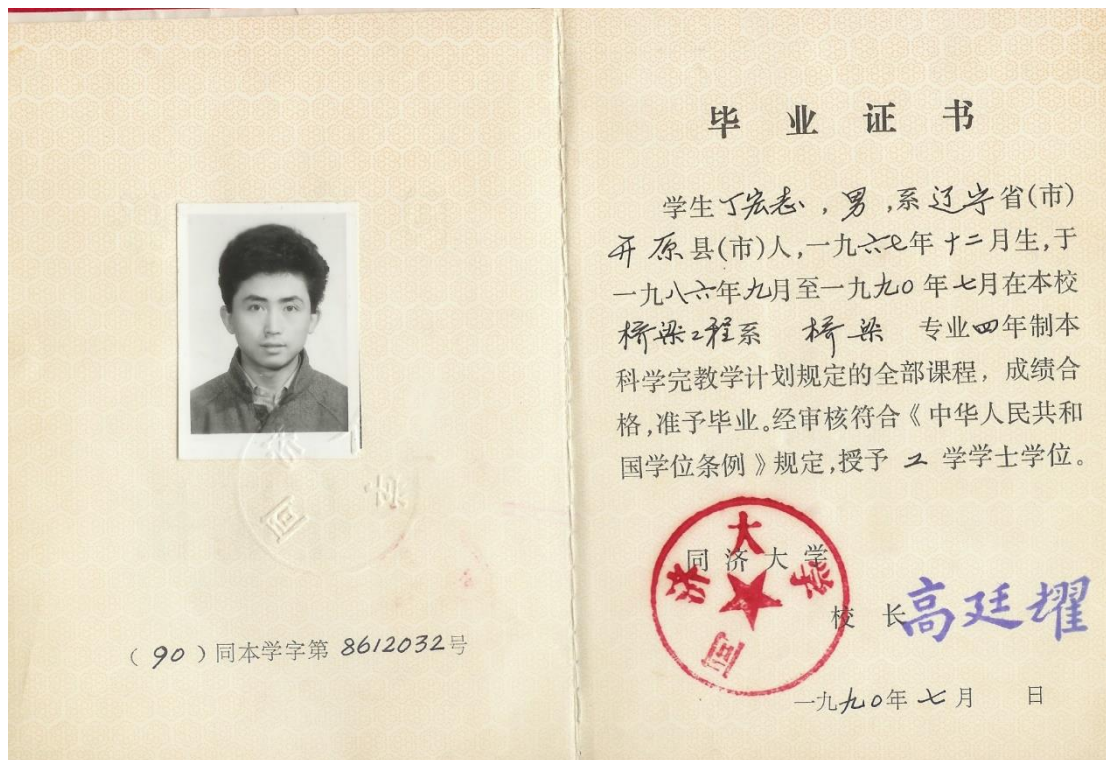 （90）同本学字第 8612032号
毕业证书
学生丁宏志，男，系辽宁省(市)
开原县(市)人，一九六七年十二月生，于
一九八六年九月至一九九〇年七月在本校
桥梁工程系 桥梁 专业四年制本
科学完教学计划规定的全部课程，成绩合
格，准予毕业。经审核符合《中华人民共和
国学位条例》规定，授予 工 学学士学位。
同济大学
同济大学
校长 高廷耀
一九九〇年七月 日